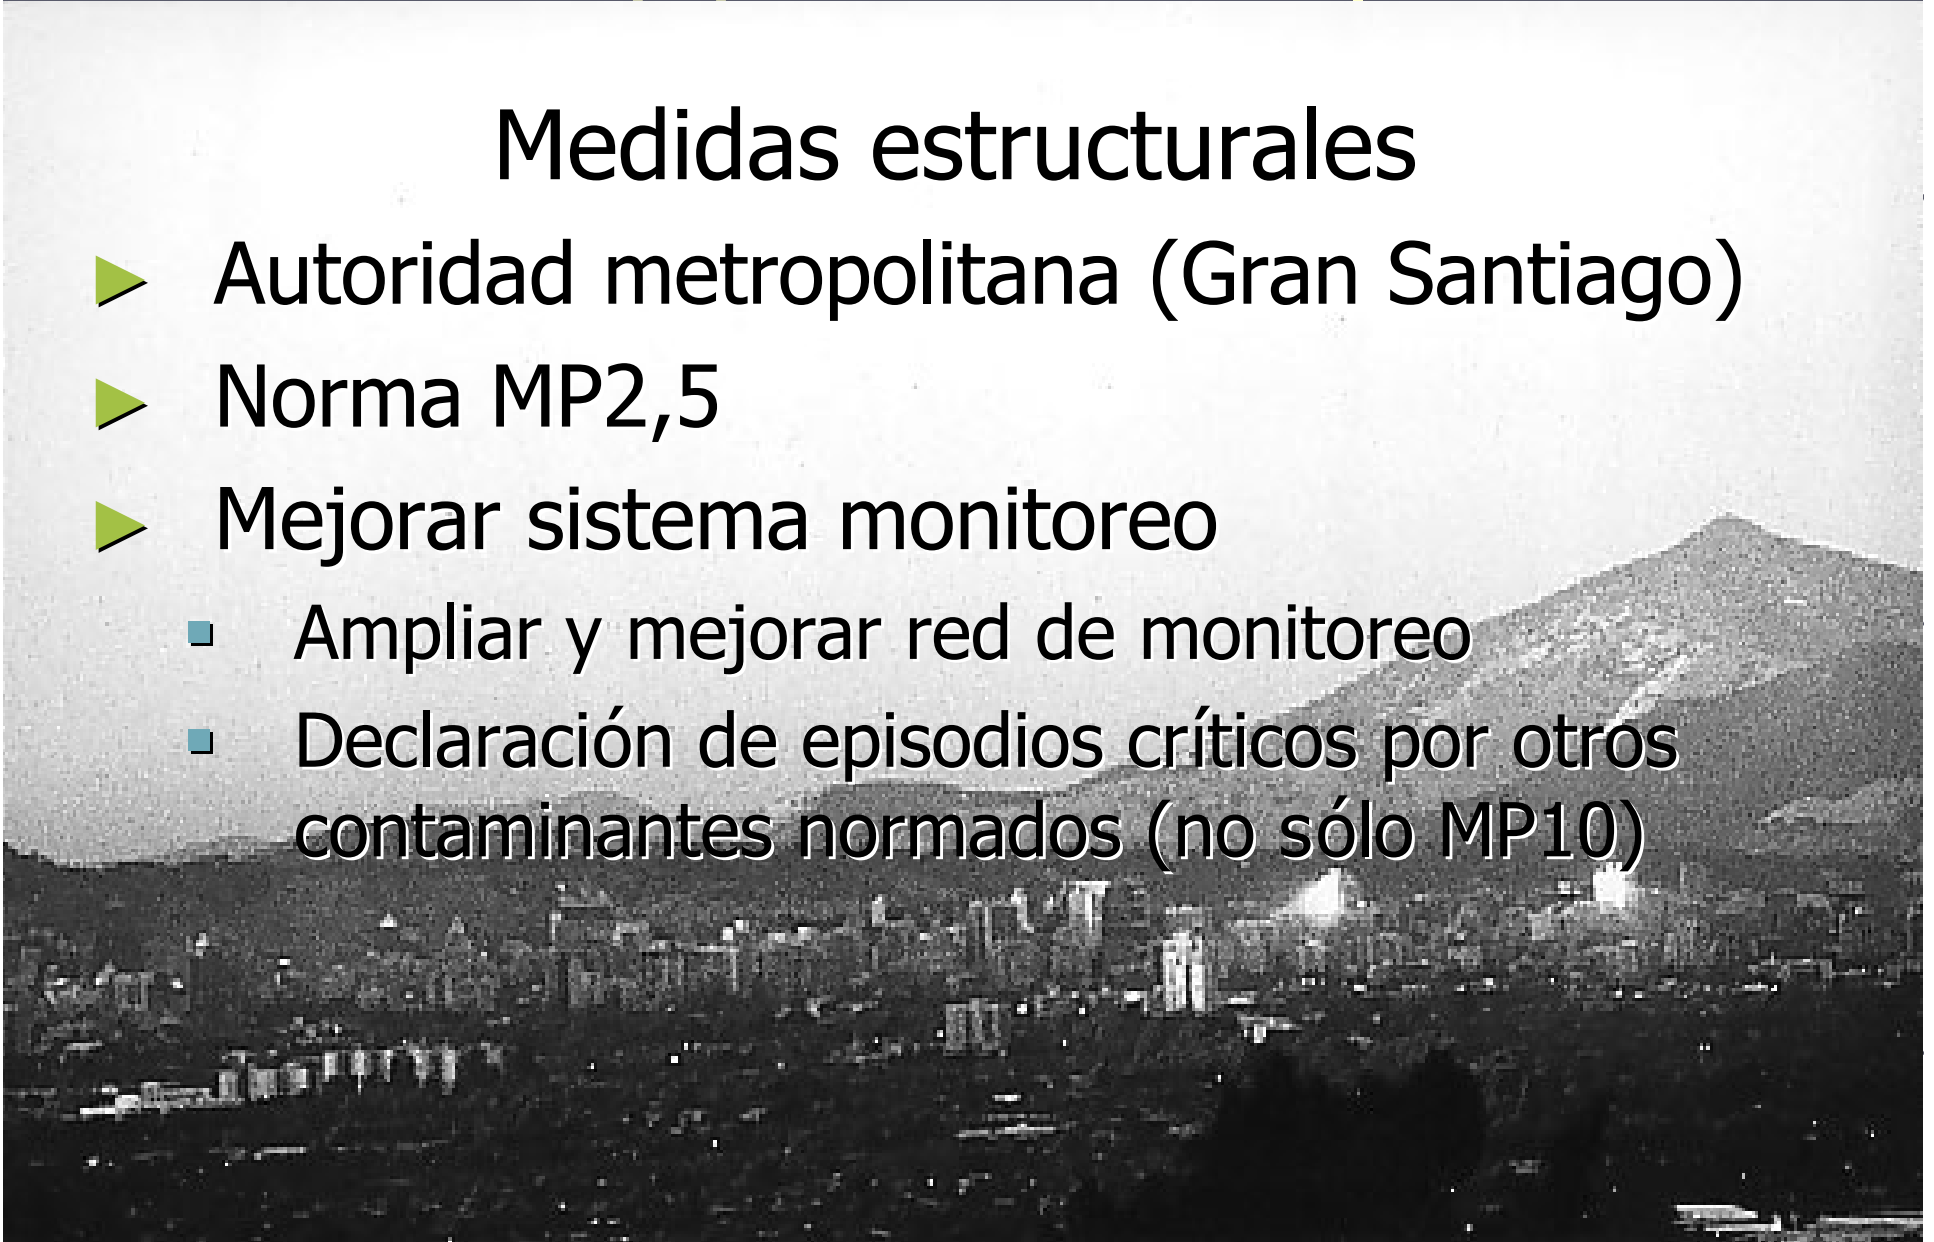 Medidas estructurales
Autoridad metropolitana (Gran Santiago)
Norma MP2,5
Mejorar sistema monitoreo
Ampliar y mejorar red de monitoreo
Declaración de episodios críticos por otros
contaminantes normados (no sólo MP10)